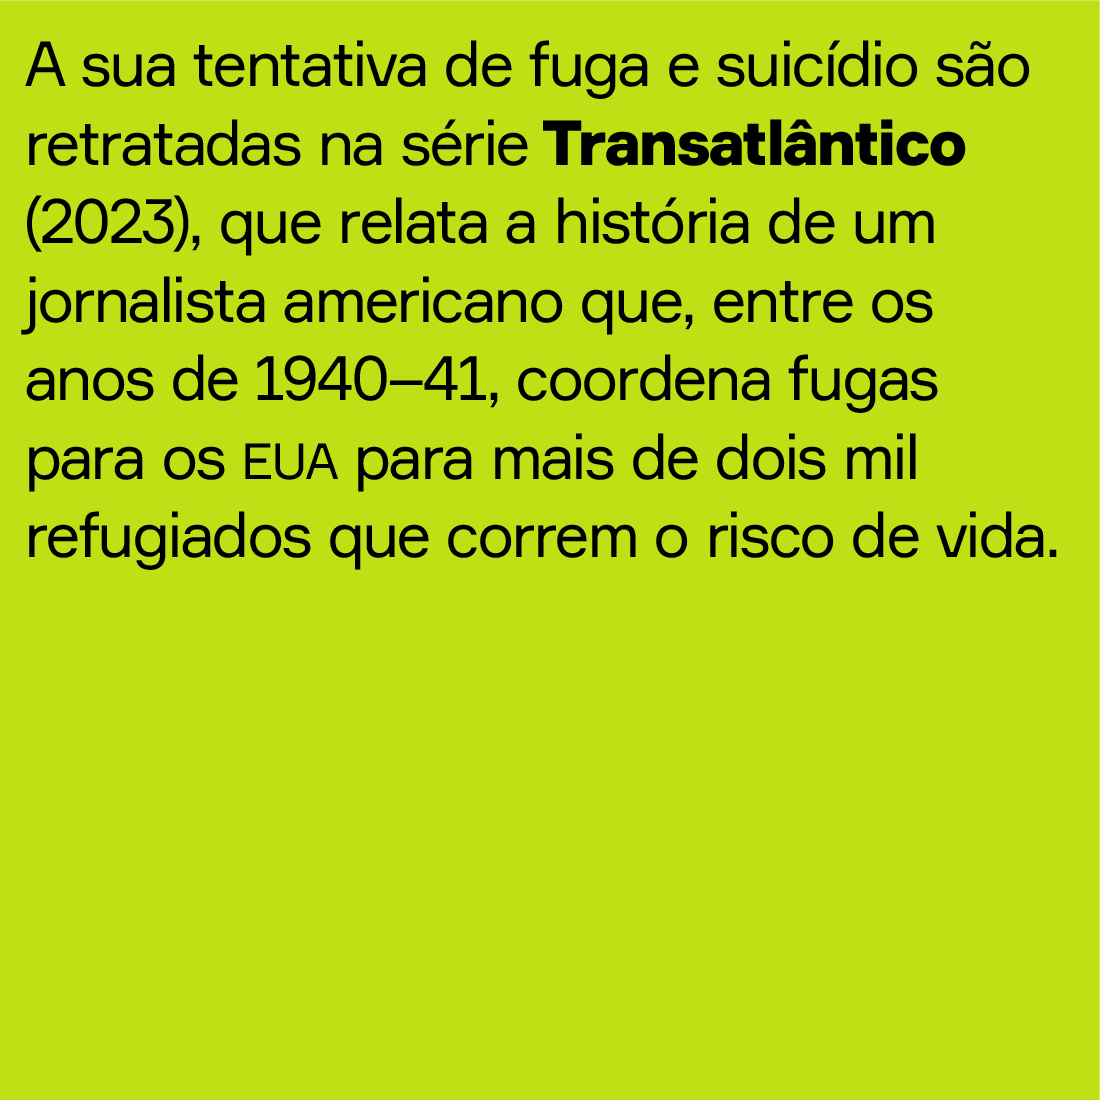 A sua tentativa de fuga e suicídio são
retratadas na série Transatlântico
(2023), que relata a história de um
jornalista americano que, entre os
anos de 1940–41, coordena fugas
para os EUA para mais de dois mil
refugiados que correm o risco de vida.